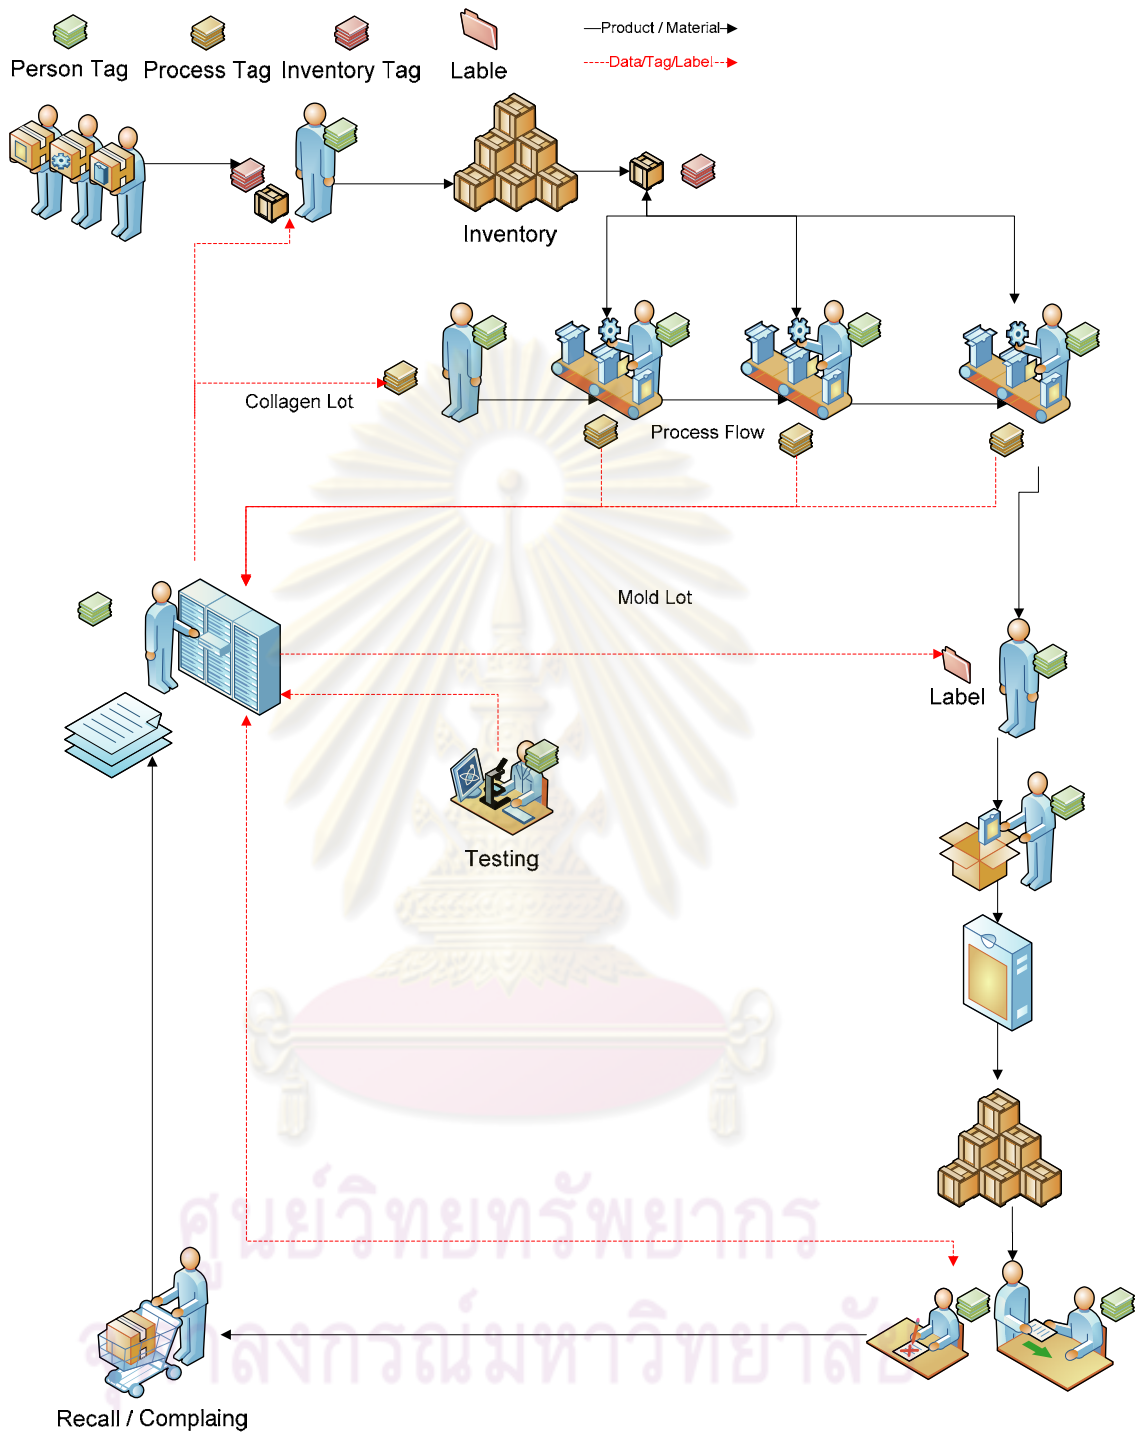 Product / Material
Data/Tag/Label
Person Tag
Process Tag
Inventory Tag
Lable
Inventory
Collagen Lot
Process Flow
Mold Lot
Label
Testing
ศูนย์วิทยทรัพยากร
จุฬาลงกรณ์มหาวิทยาลัย
Recall / Complaing